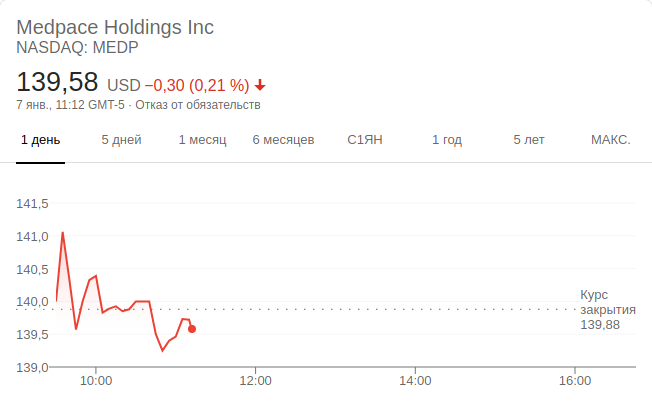 Medpace Holdings Inc
NASDAQ: MEDP
139,58 USD −0,30 (0,21 %)
7 янв., 11:12 GMT-5 · Отказ от обязательств
1 день 5 дней 1 месяц 6 месяцев С1ЯН 1 год 5 лет МАКС.
141,5
141,0
140,5
140,0
139,5
139,0
Курс
закрытия
139,88
10:00 12:00 14:00 16:00